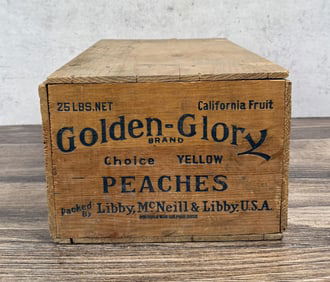 25 LBS. NET California Fruit
Golden-Glory
BRAND
Choice YELLOW
PEACHES
Packed By Libby, McNeill & Libby. U.S.A.